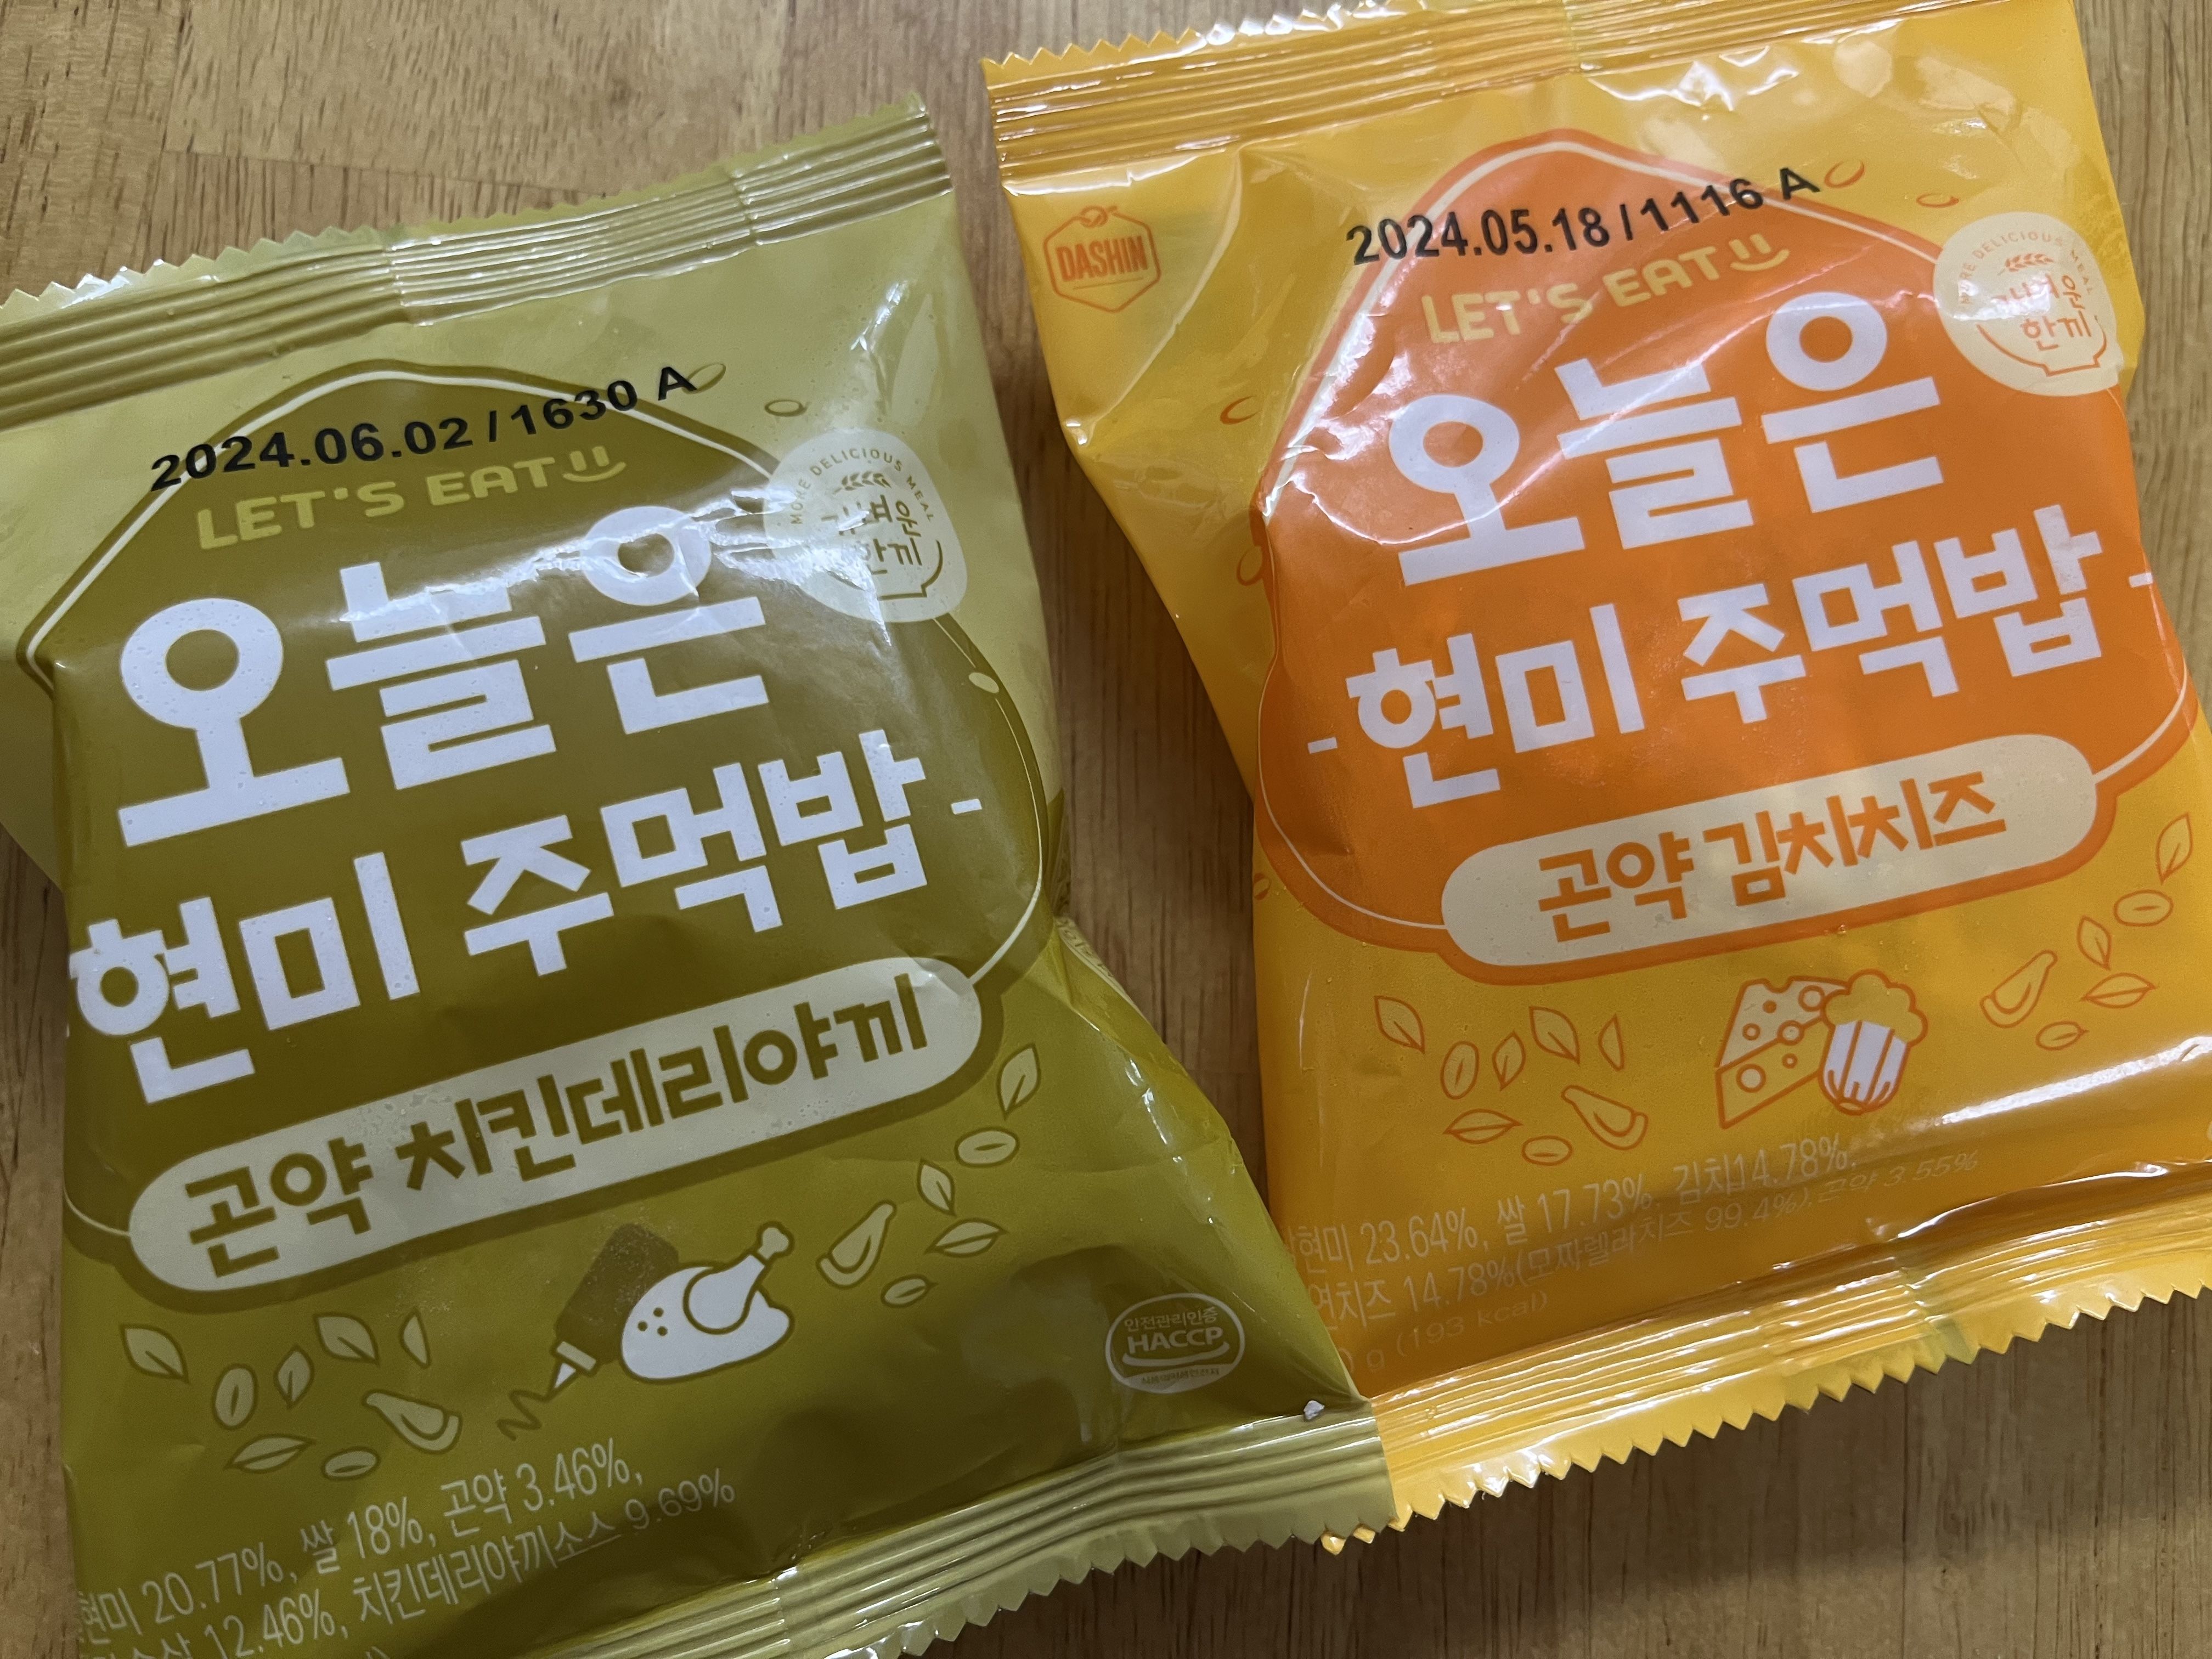 2024.06.02/1630 A
LET'S EAT
MORE DELICIOUS MEAL
오늘은
현미 주먹밥-
곤약 치킨데리야끼
안전관리인증
HACCP
현미 20.77%, 쌀 18%, 곤약 3.46%,
12.46%, 치킨데리야끼소스 9.69%
DASHIN
2024.05.18/1116 A
LET'S EAT
MORE DELICIOUS MEAL
한끼
오늘은
-현미 주먹밥-
곤약 김치치즈
현미 23.64%, 쌀 17.73%, 김치14.78%,
치즈 14.78%(모짜렐라치즈 99.4%), 곤약 3.55%
g (193 kcal)